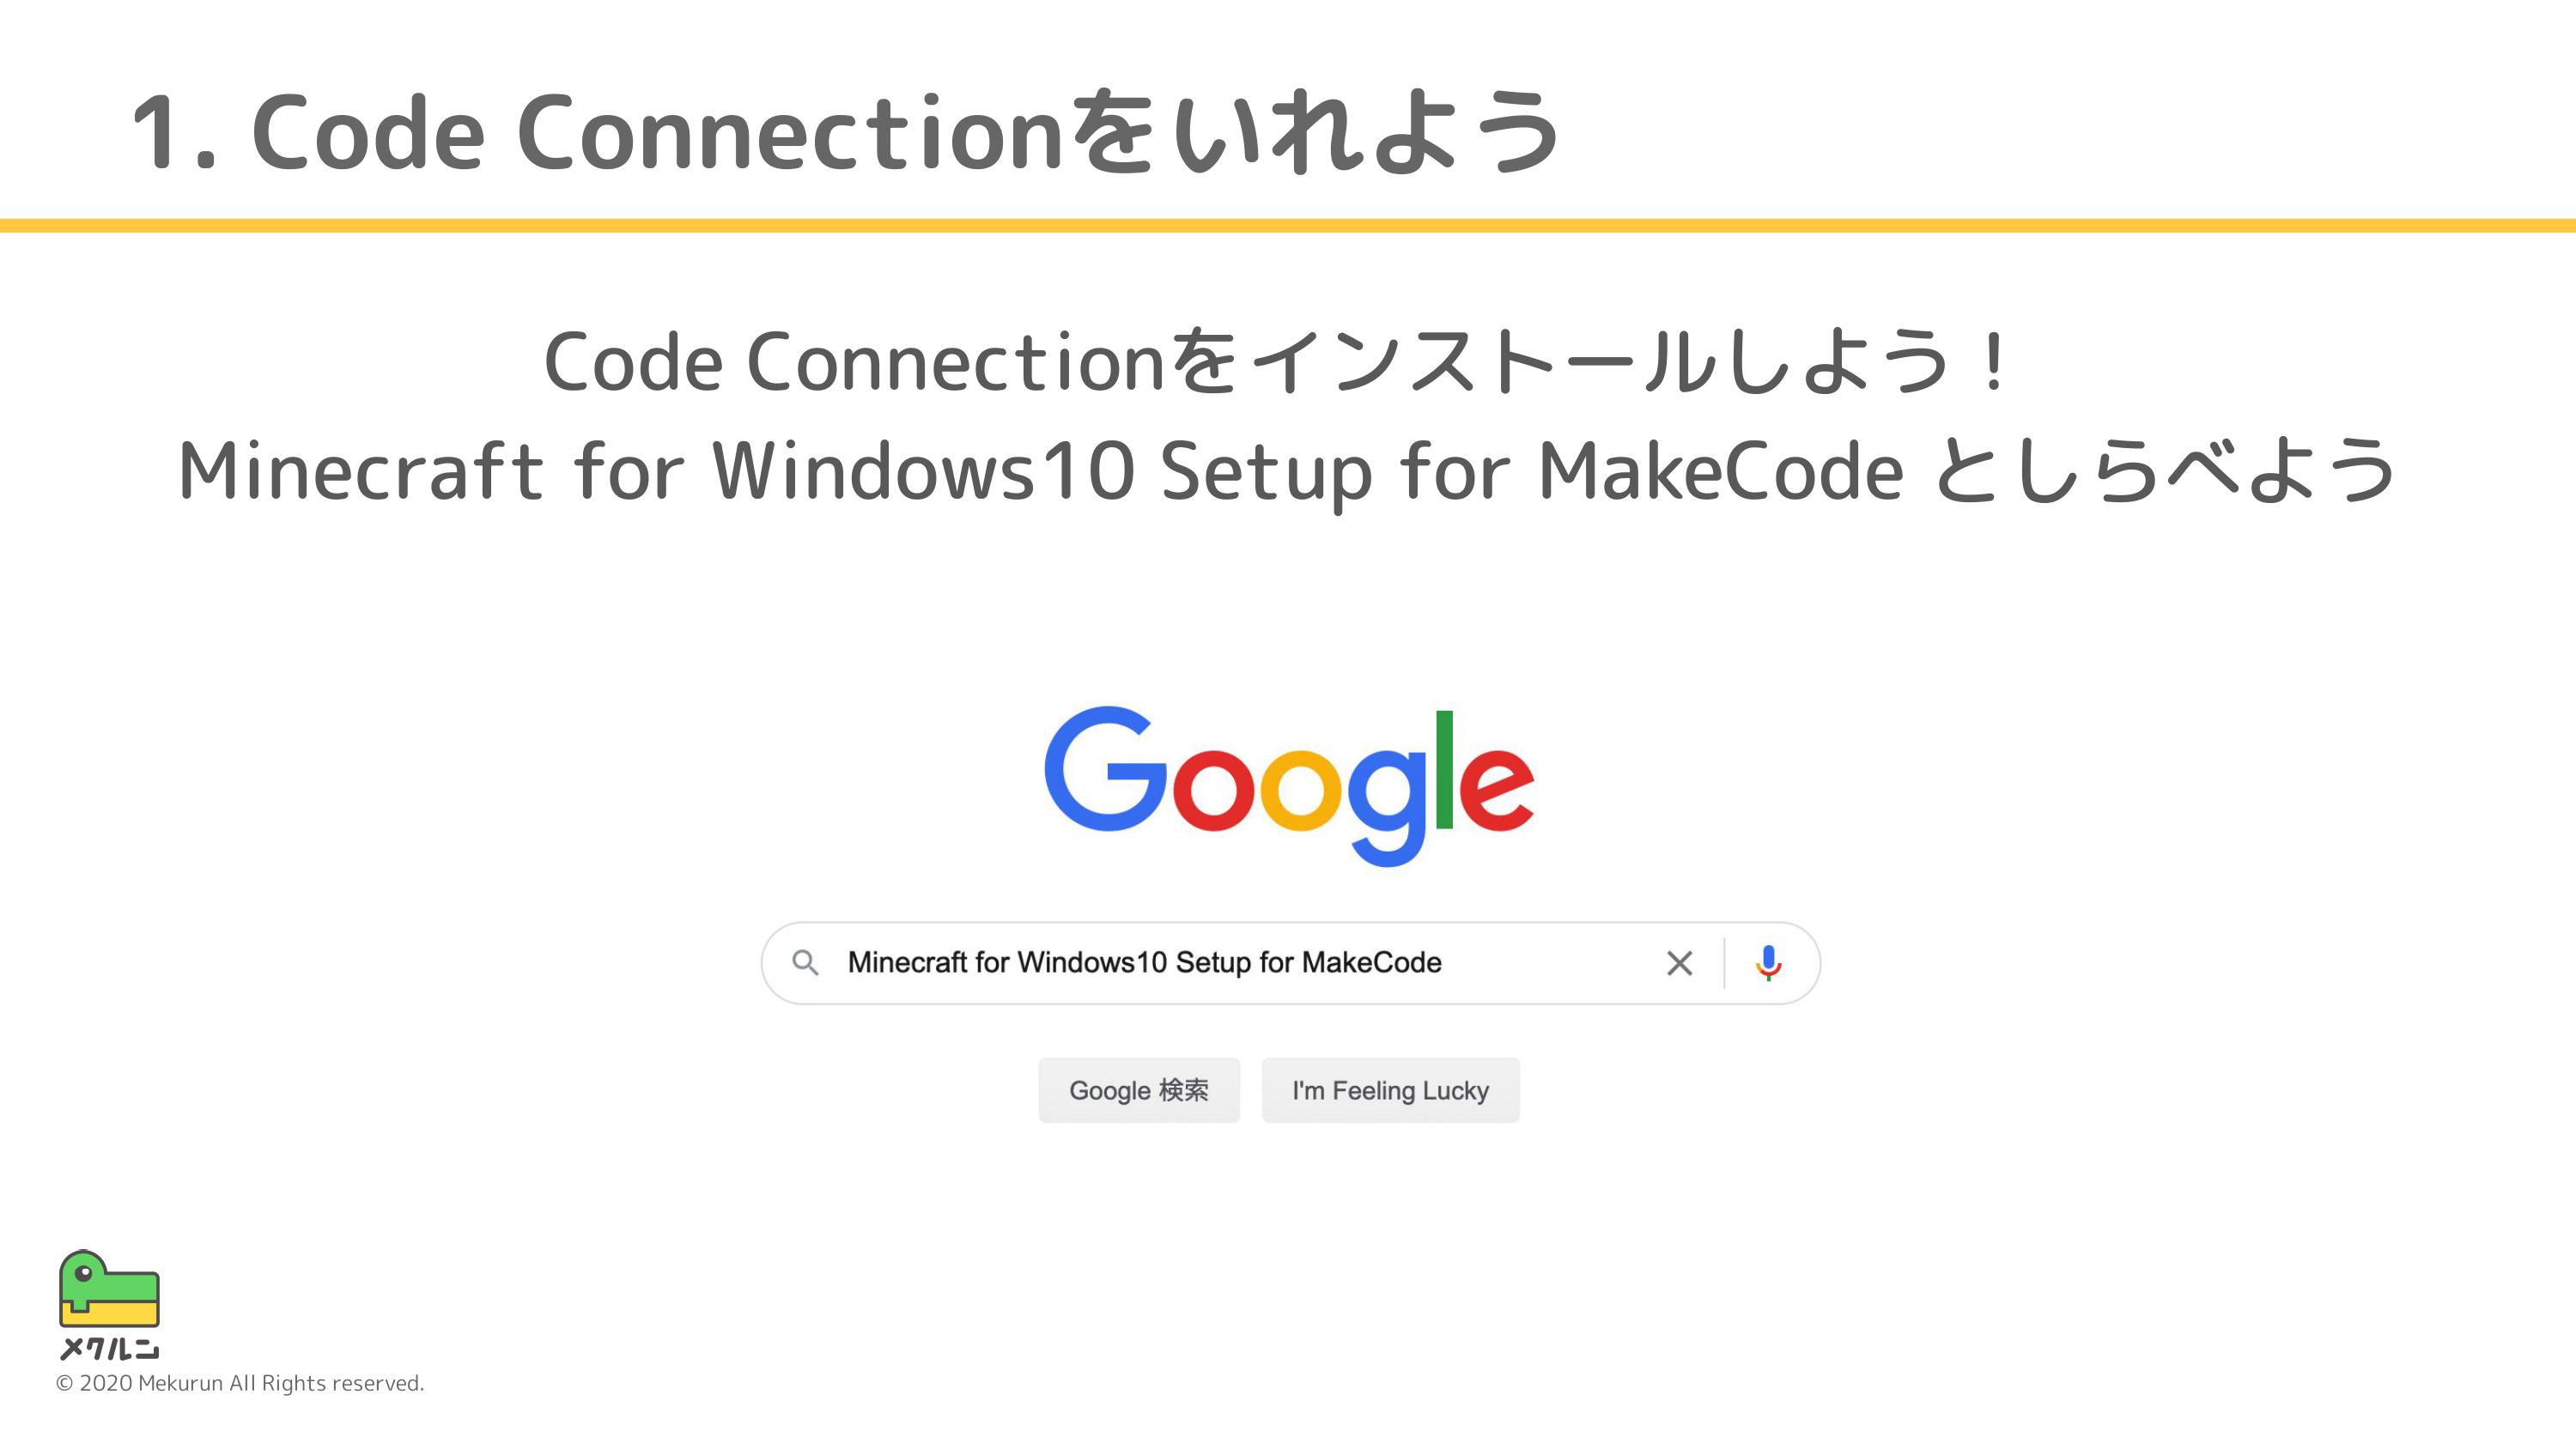 1. Code Connectionをいれよう
Code Connectionをインストールしよう！
Minecraft for Windows10 Setup for MakeCode としらべよう
Google
Minecraft for Windows10 Setup for MakeCode
Google 検索
I'm Feeling Lucky
メクルン
© 2020 Mekurun All Rights reserved.